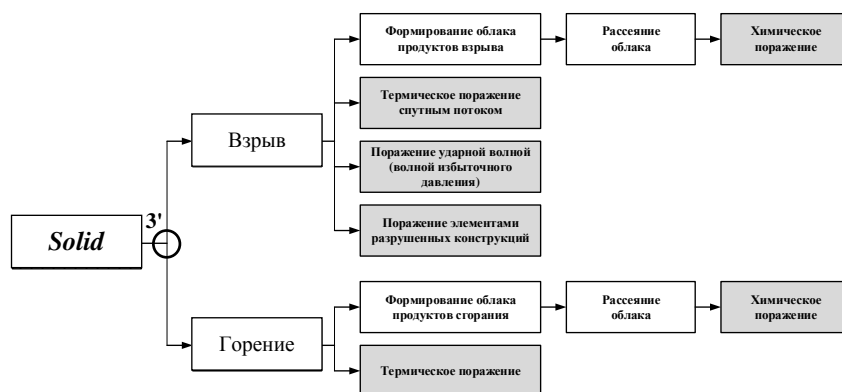 Формирование облака
продуктов взрыва
Рассеяние
облака
Химическое
поражение
Термическое поражение
спутным потоком
Взрыв
Поражение ударной волной
(волной избыточного
давления)
Поражение элементами
разрушенных конструкций
3'
Solid
Формирование облака
продуктов сгорания
Рассеяние
облака
Химическое
поражение
Горение
Термическое поражение